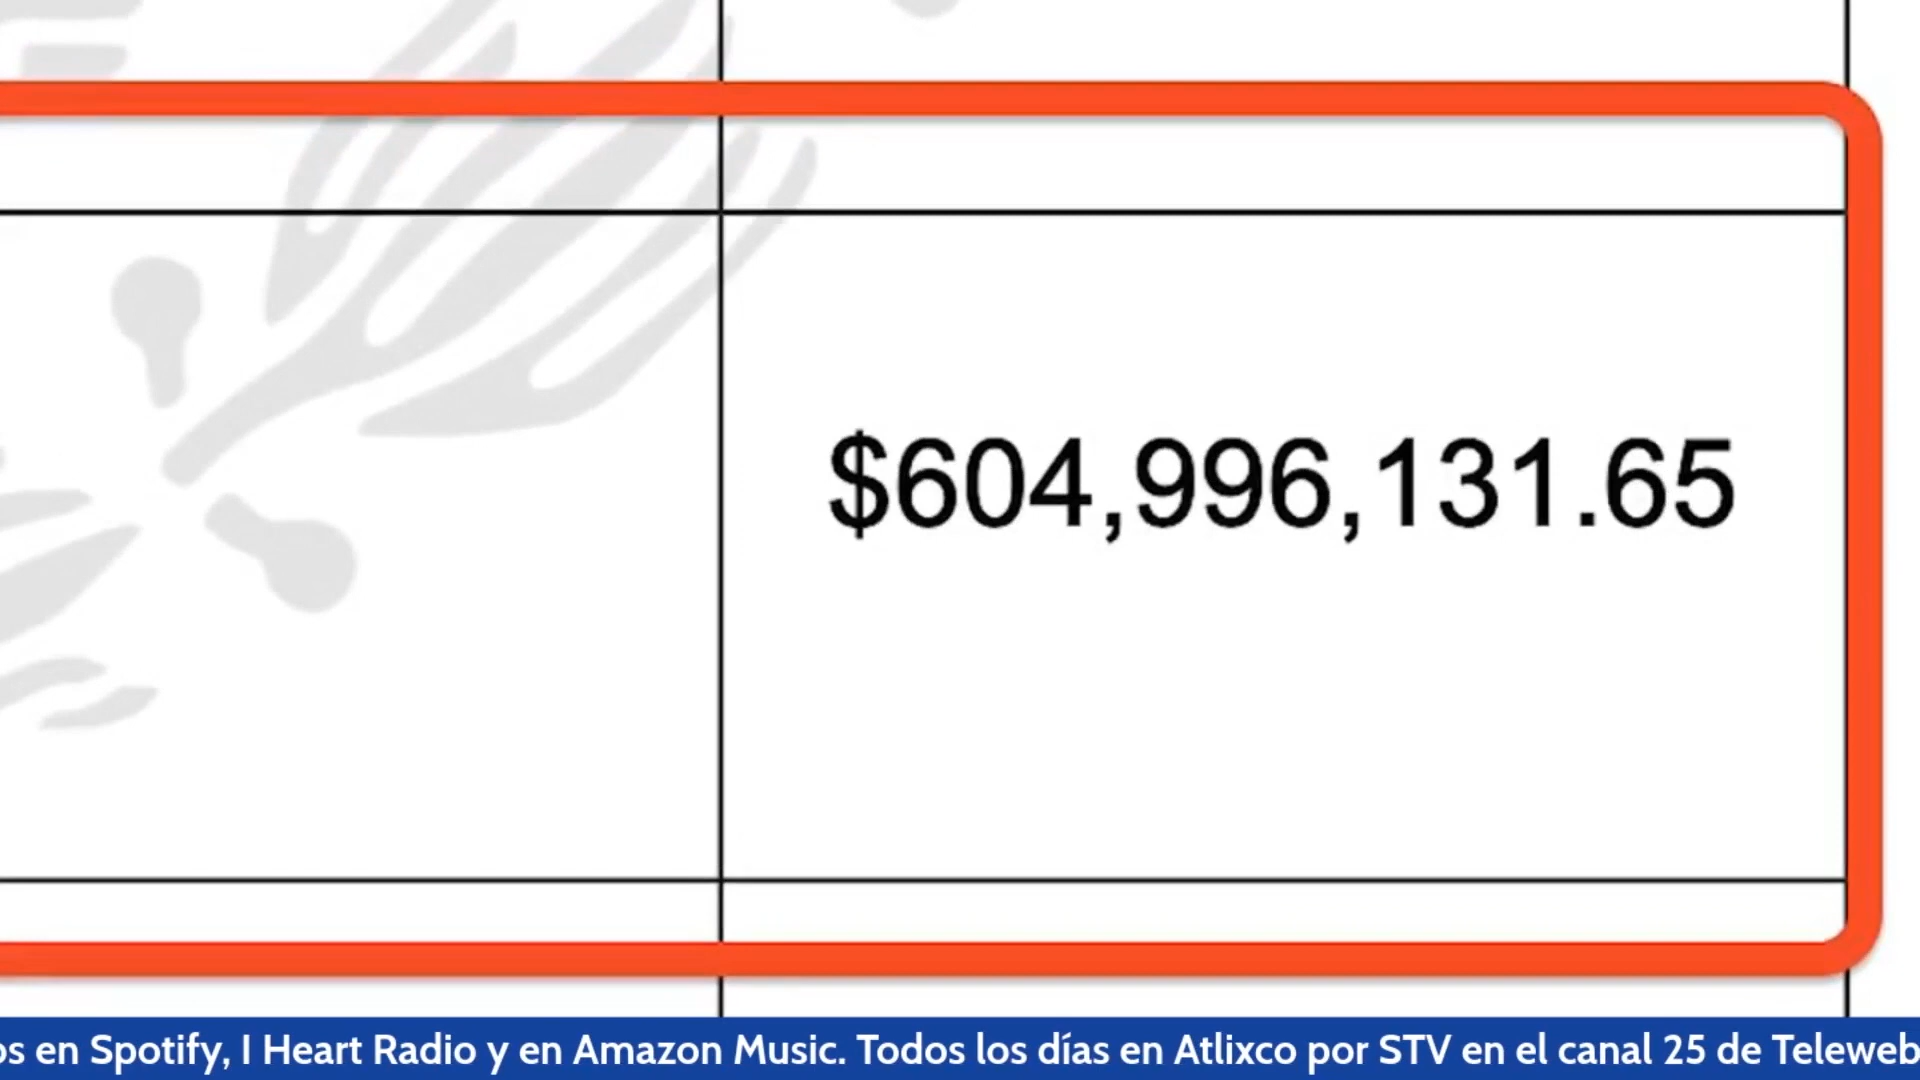 $604,996,131.65
os en Spotify, I Heart Radio y en Amazon Music. Todos los días en Atlixco por STV en el canal 25 de Teleweb